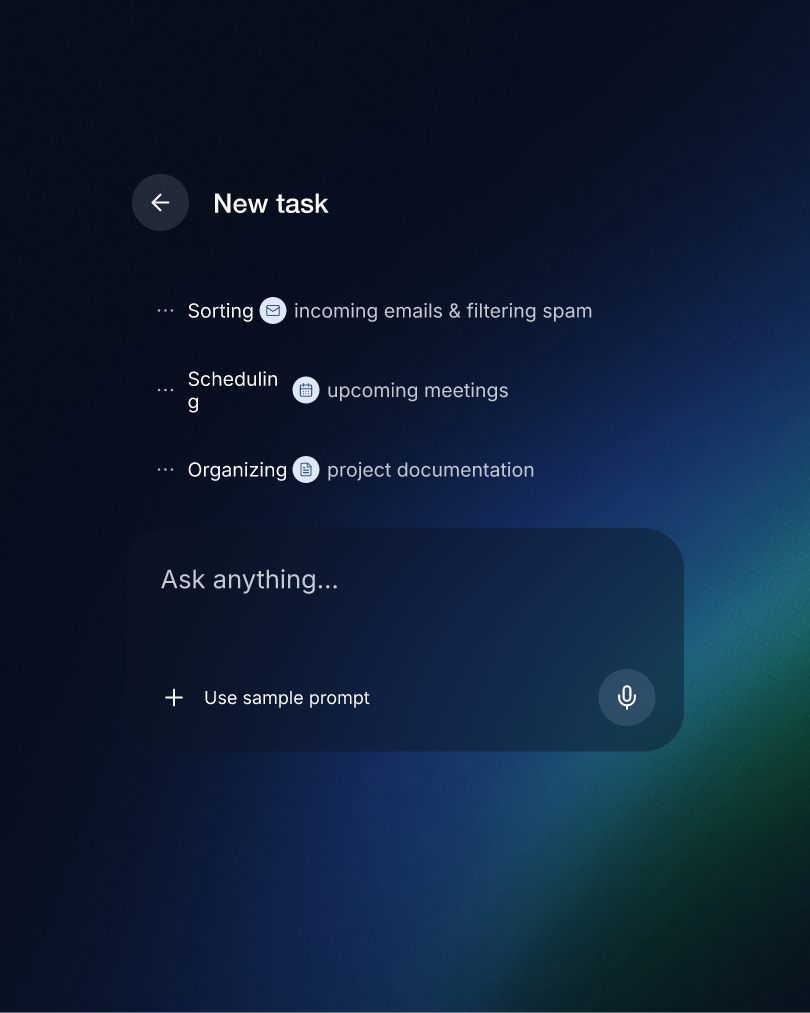 New task
Sorting incoming emails & filtering spam
Schedulin
g
upcoming meetings
Organizing project documentation
Ask anything...
Use sample prompt